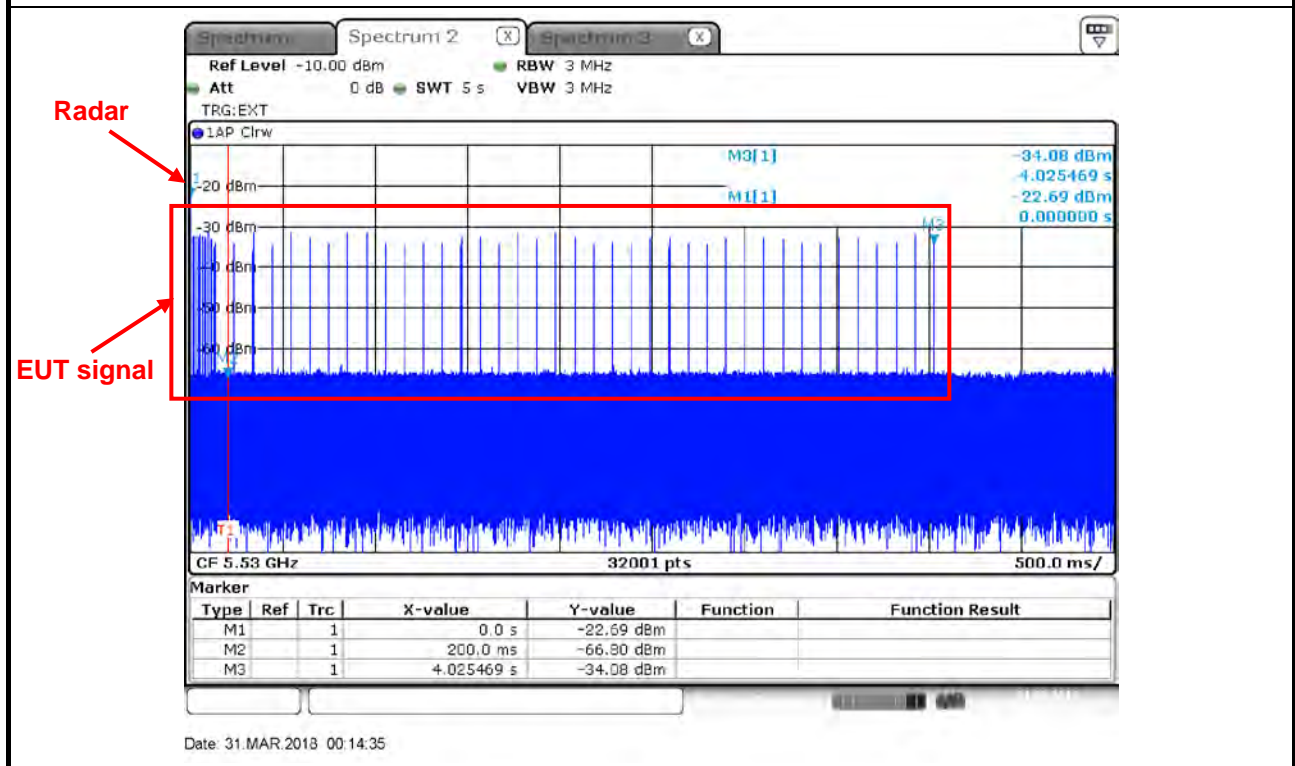 Spectrum Spectrum 2 X Spectrum 3 X
Ref Level -10.00 dBm RBW 3 MHz
Att 0 dB SWT 5 s VBW 3 MHz
TRG:EXT
Radar
1AP Clrw
M3[1] -34.08 dBm
4.025469 s
-20 dBm
M1[1] -22.69 dBm
0.000000 s
-30 dBm
M3
-40 dBm
-50 dBm
-60 dBm
EUT signal
T1
CF 5.53 GHz 32001 pts 500.0 ms/
Marker
Type Ref Trc X-value Y-value Function Function Result
M1 1 0.0 s -22.69 dBm
M2 1 200.0 ms -66.80 dBm
M3 1 4.025469 s -34.08 dBm
Date: 31.MAR.2018 00:14:35